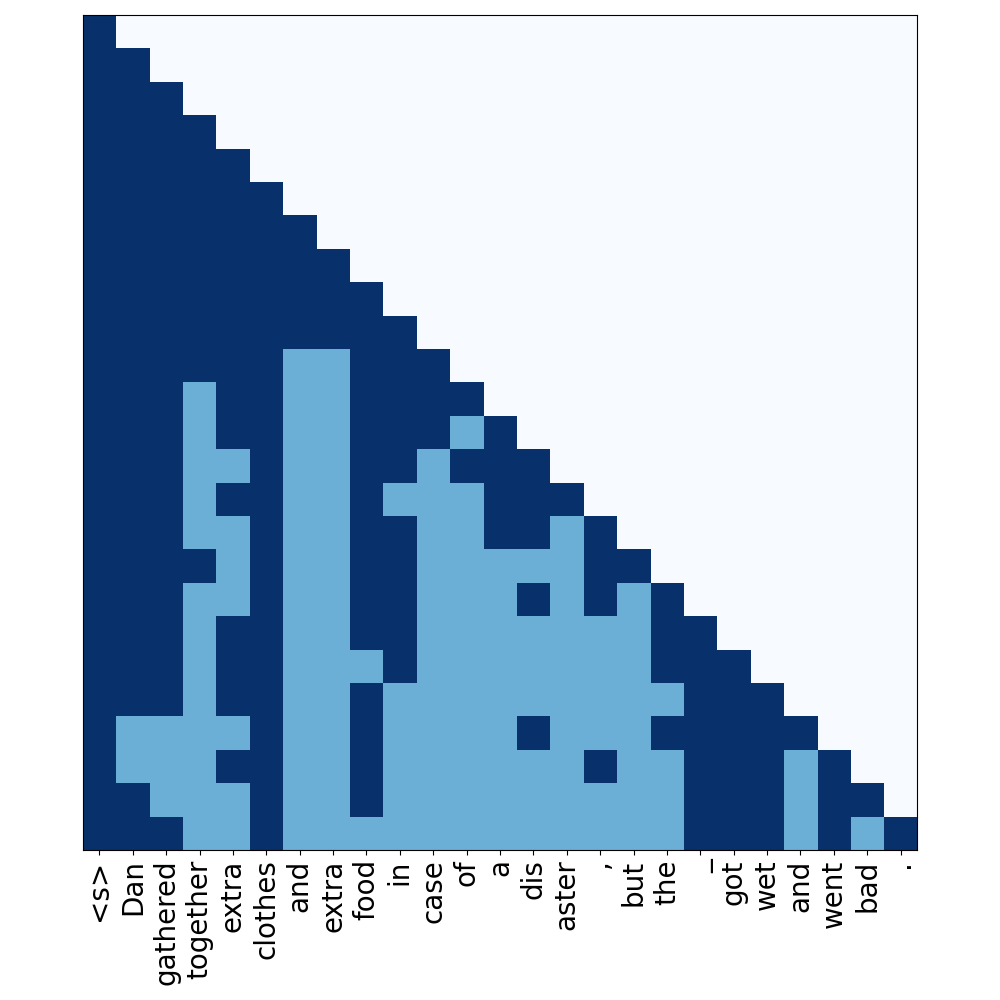 <s> Dan gathered together extra clothes and extra food in case of a dis aster , but the _ got wet and went bad .